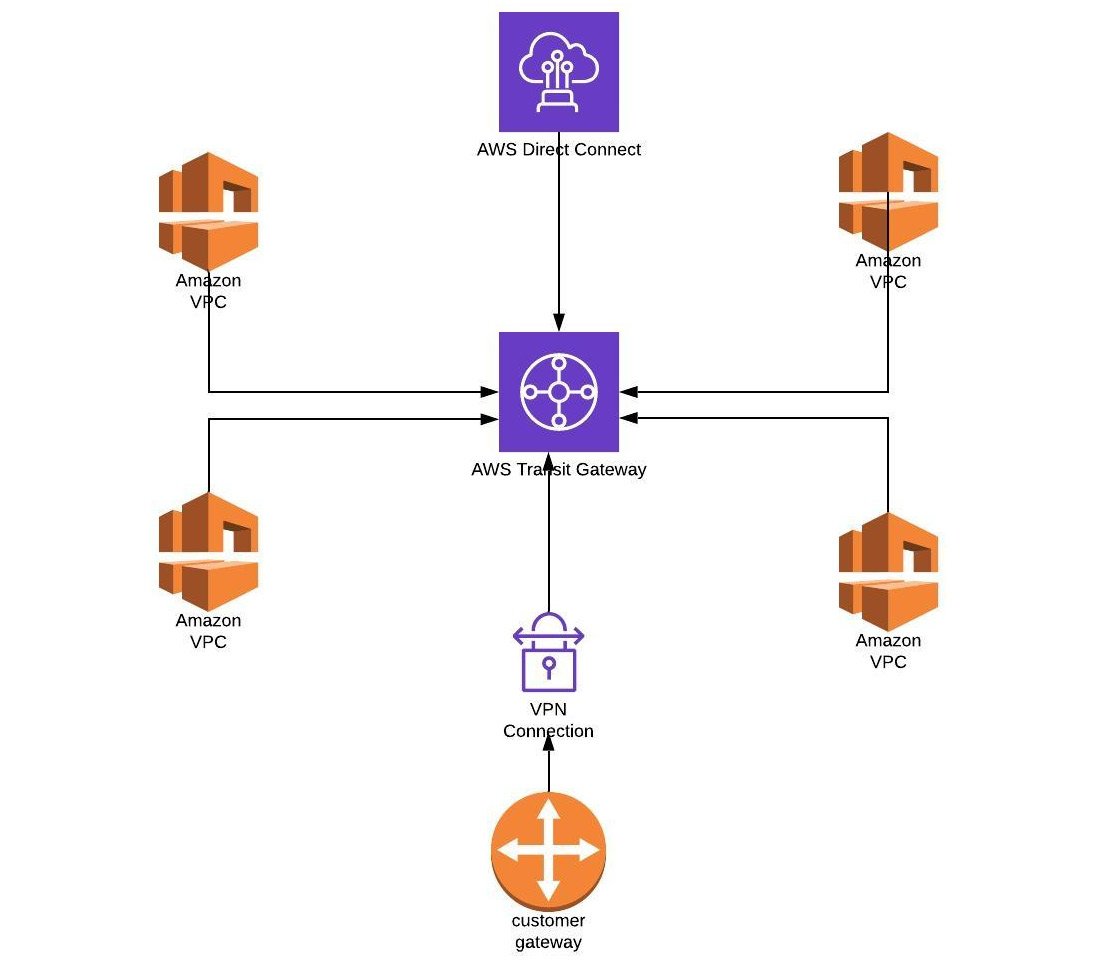 AWS Direct Connect
Amazon
VPC
Amazon
VPC
AWS Transit Gateway
Amazon
VPC
Amazon
VPC
VPN
Connection
customer
gateway